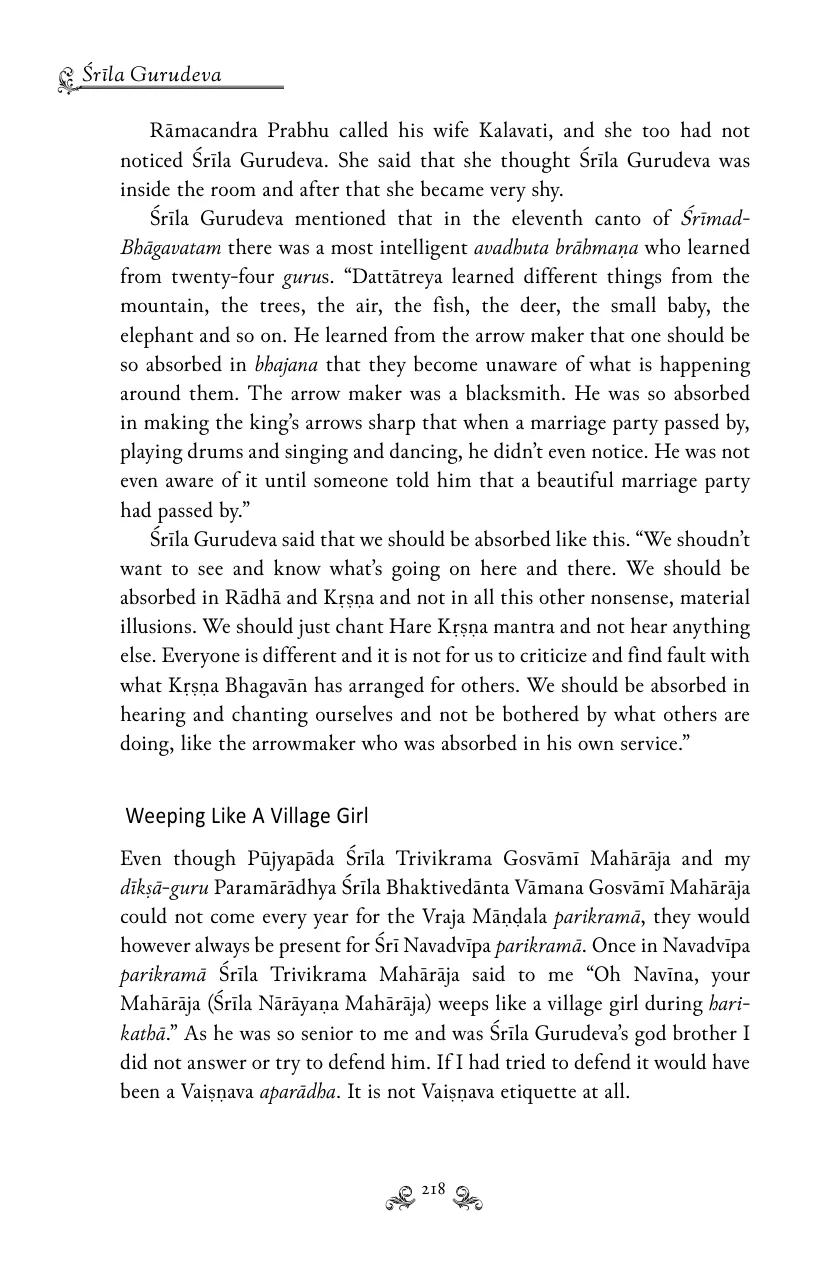 Śrīla Gurudeva
Rāmacandra Prabhu called his wife Kalavati, and she too had not
noticed Śrīla Gurudeva. She said that she thought Śrīla Gurudeva was
inside the room and after that she became very shy.
Śrīla Gurudeva mentioned that in the eleventh canto of Śrīmad-
Bhāgavatam there was a most intelligent avadhuta brāhmaṇa who learned
from twenty-four gurus. “Dattātreya learned different things from the
mountain, the trees, the air, the fish, the deer, the small baby, the
elephant and so on. He learned from the arrow maker that one should be
so absorbed in bhajana that they become unaware of what is happening
around them. The arrow maker was a blacksmith. He was so absorbed
in making the king’s arrows sharp that when a marriage party passed by,
playing drums and singing and dancing, he didn’t even notice. He was not
even aware of it until someone told him that a beautiful marriage party
had passed by.”
Śrīla Gurudeva said that we should be absorbed like this. “We shoudn’t
want to see and know what’s going on here and there. We should be
absorbed in Rādhā and Kṛṣṇa and not in all this other nonsense, material
illusions. We should just chant Hare Kṛṣṇa mantra and not hear anything
else. Everyone is different and it is not for us to criticize and find fault with
what Kṛṣṇa Bhagavān has arranged for others. We should be absorbed in
hearing and chanting ourselves and not be bothered by what others are
doing, like the arrowmaker who was absorbed in his own service.”
Weeping Like A Village Girl
Even though Pūjyapāda Śrīla Trivikrama Gosvāmī Mahārāja and my
dīkṣā-guru Paramārādhya Śrīla Bhaktivedānta Vāmana Gosvāmī Mahārāja
could not come every year for the Vraja Māṇḍala parikramā, they would
however always be present for Śrī Navadvīpa parikramā. Once in Navadvīpa
parikramā Śrīla Trivikrama Mahārāja said to me “Oh Navīna, your
Mahārāja (Śrīla Nārāyaṇa Mahārāja) weeps like a village girl during hari-
kathā.” As he was so senior to me and was Śrīla Gurudeva’s god brother I
did not answer or try to defend him. If I had tried to defend it would have
been a Vaiṣṇava aparādha. It is not Vaiṣṇava etiquette at all.
218